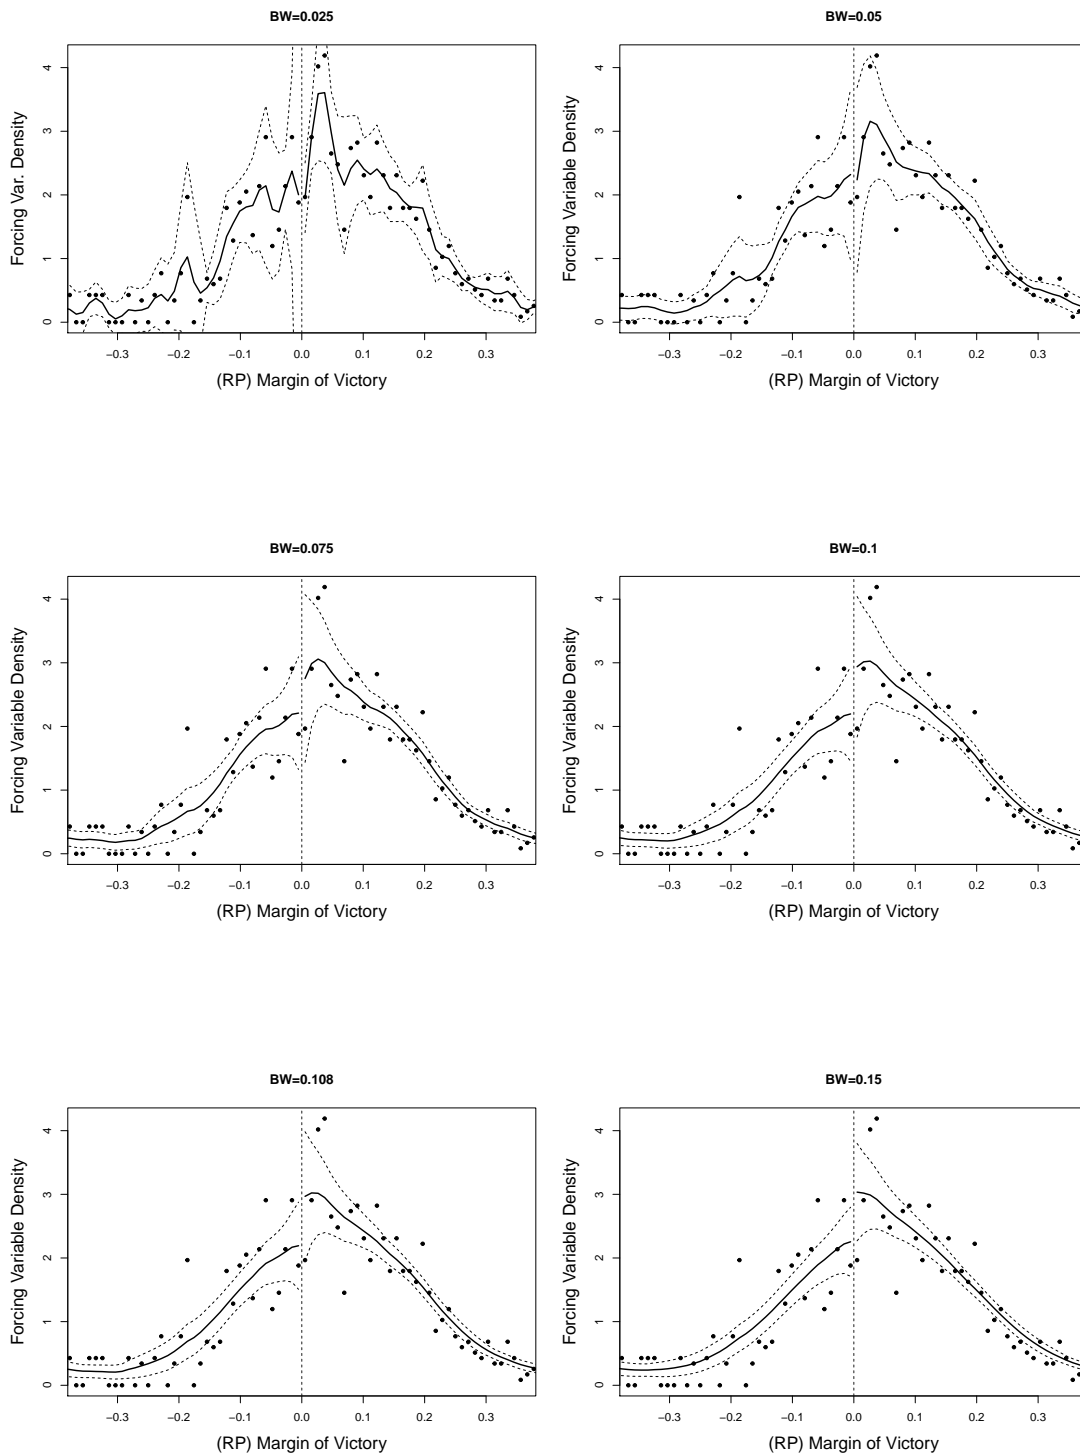 BW=0.025
Forcing Var. Density
4
3
2
1
0
−0.3 −0.2 −0.1 0.0 0.1 0.2 0.3
(RP) Margin of Victory
BW=0.05
Forcing Variable Density
4
3
2
1
0
−0.3 −0.2 −0.1 0.0 0.1 0.2 0.3
(RP) Margin of Victory
BW=0.075
Forcing Variable Density
4
3
2
1
0
−0.3 −0.2 −0.1 0.0 0.1 0.2 0.3
(RP) Margin of Victory
BW=0.1
Forcing Variable Density
4
3
2
1
0
−0.3 −0.2 −0.1 0.0 0.1 0.2 0.3
(RP) Margin of Victory
BW=0.108
Forcing Variable Density
4
3
2
1
0
−0.3 −0.2 −0.1 0.0 0.1 0.2 0.3
(RP) Margin of Victory
BW=0.15
Forcing Variable Density
4
3
2
1
0
−0.3 −0.2 −0.1 0.0 0.1 0.2 0.3
(RP) Margin of Victory